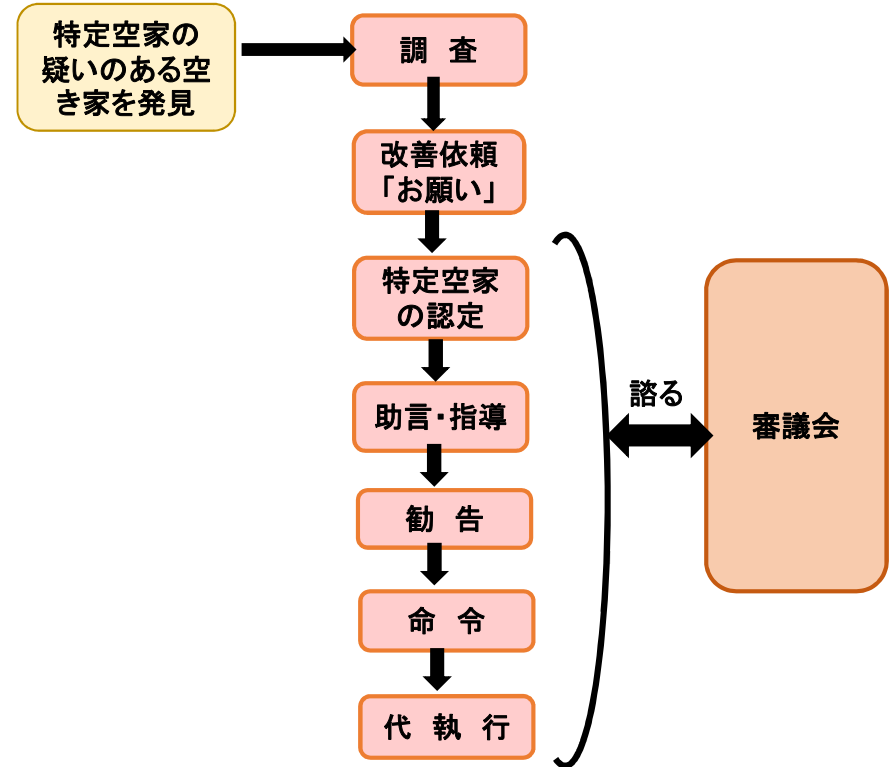 特定空家の
疑いのある空
き家を発見
調　査
改善依頼
「お願い」
特定空家
の認定
助言・指導
勧　告
命　令
代　執　行
諮る
審議会